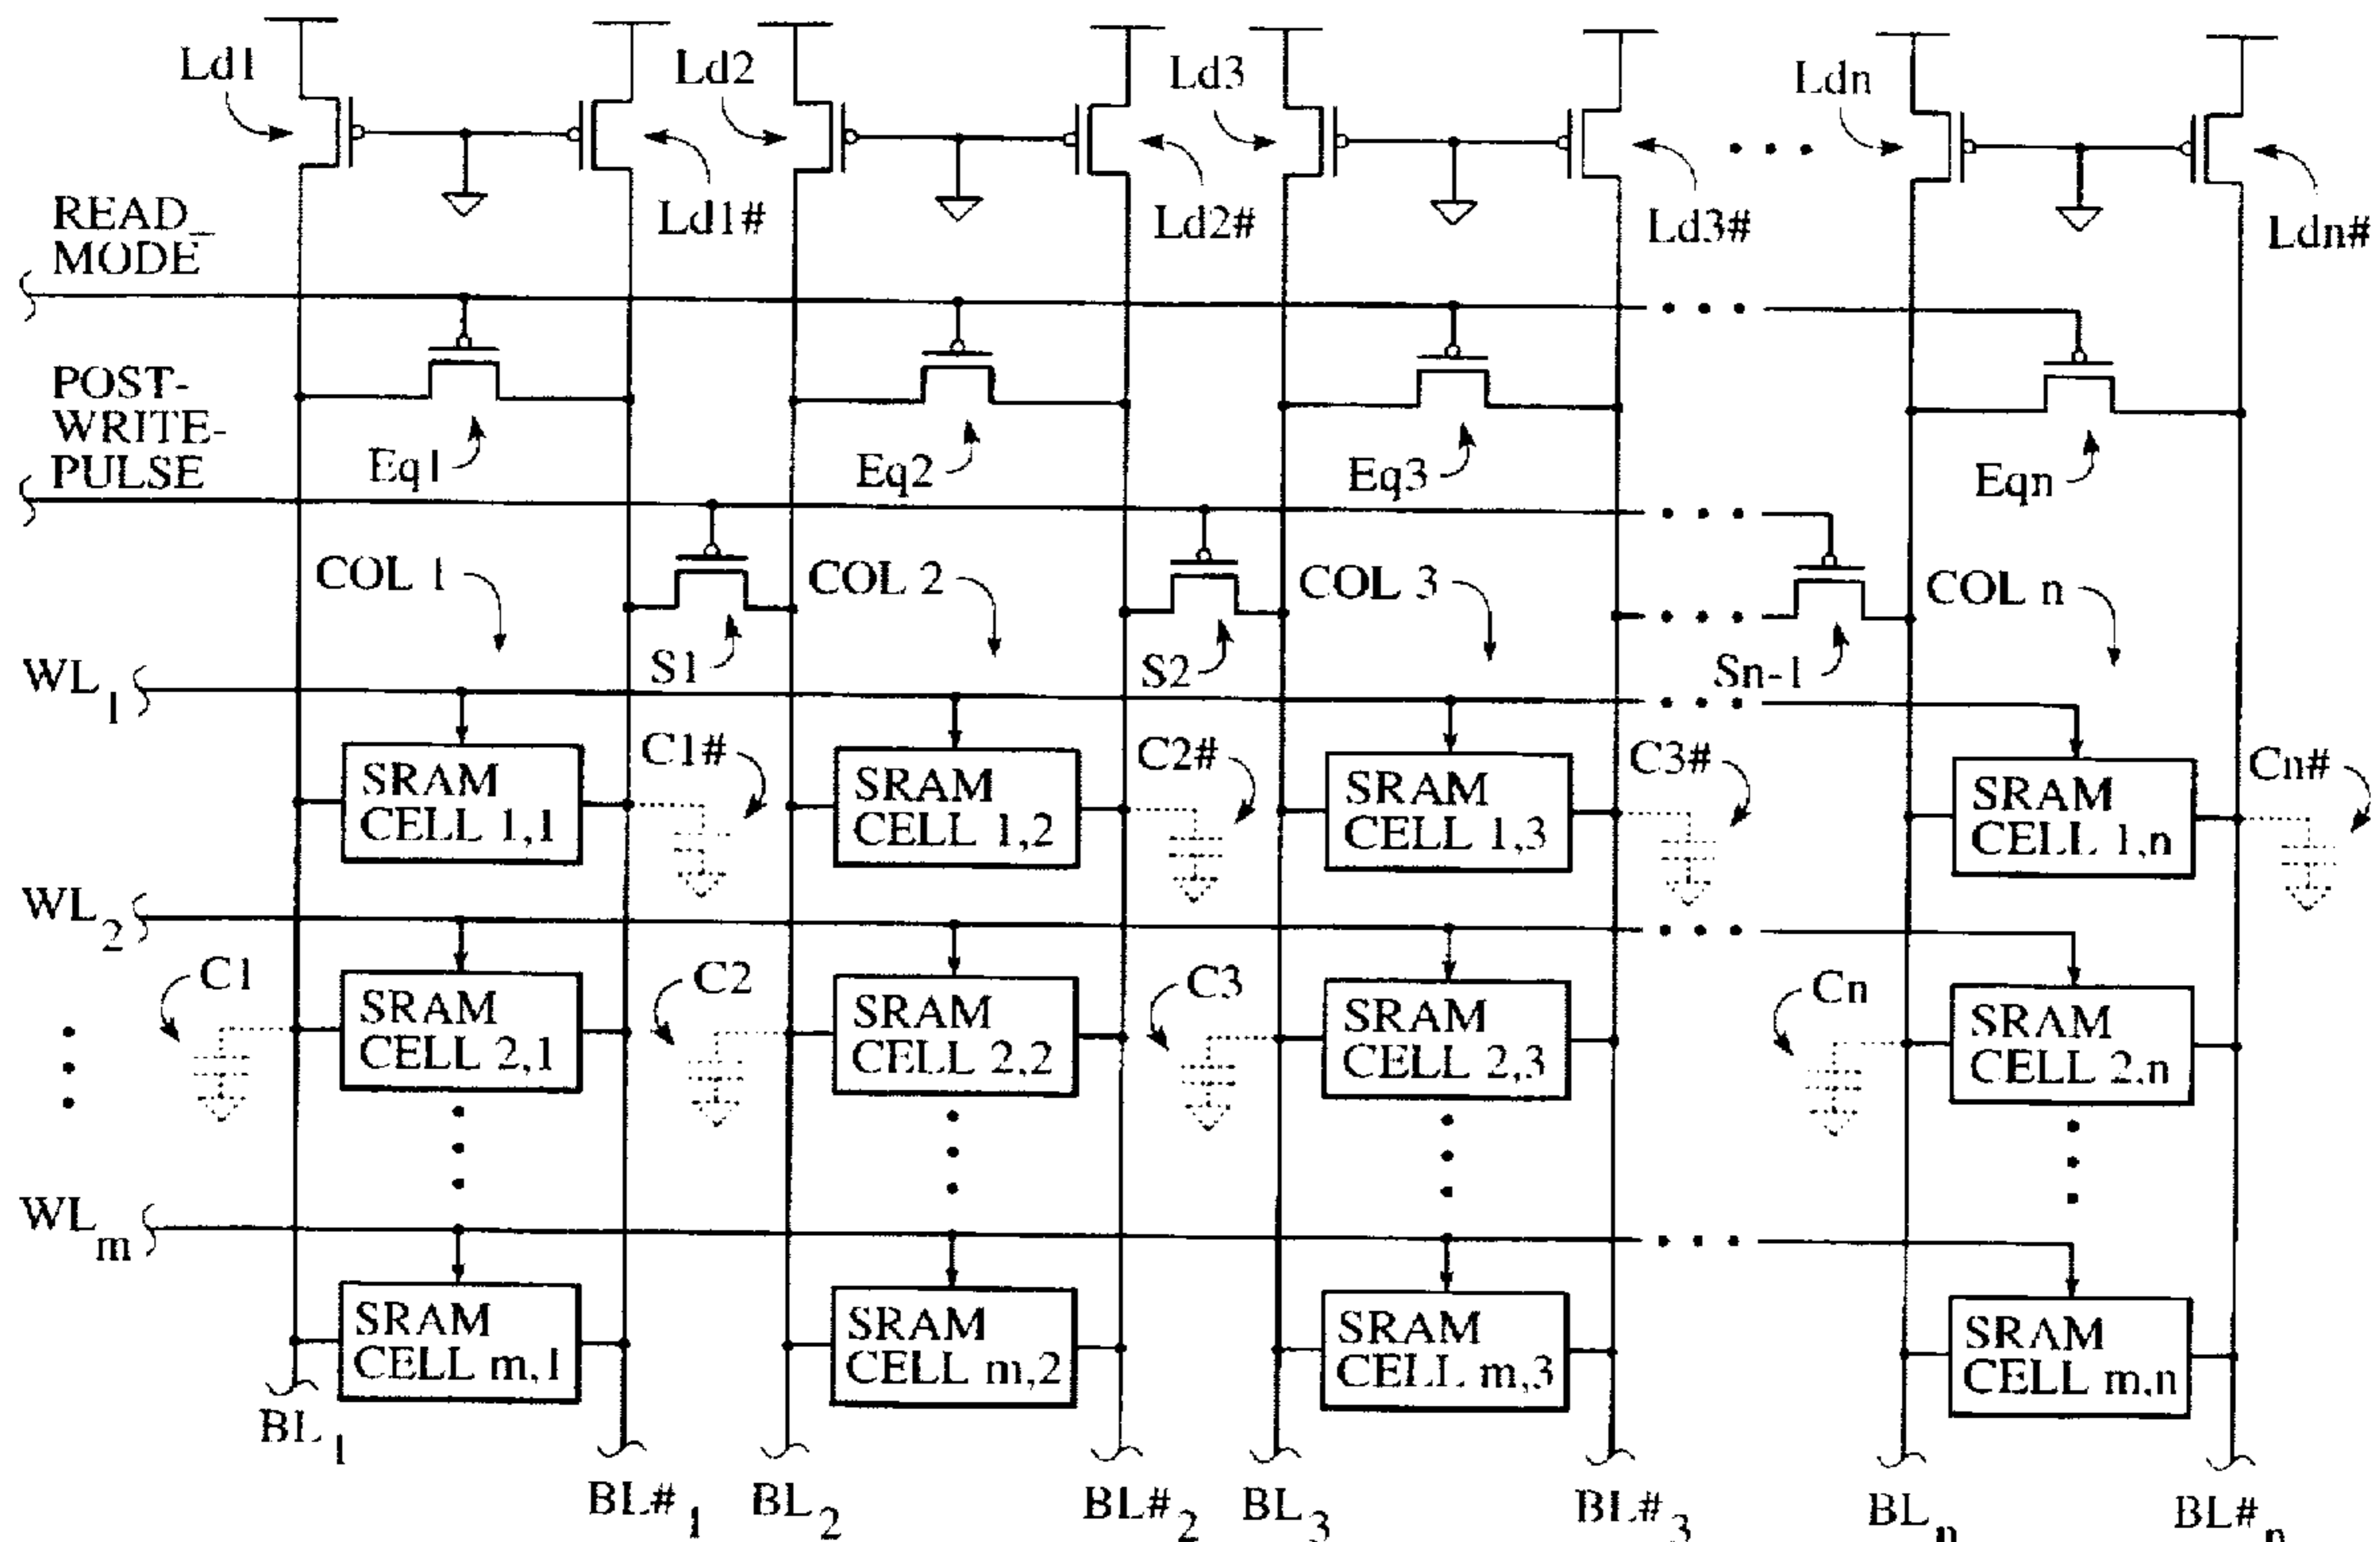 Ld1
Ld1#
Ld2
Ld2#
Ld3
Ld3#
Ldn
Ldn#
READ_
MODE
Eq1
Eq2
Eq3
Eqn
POST-
WRITE-
PULSE
COL 1
S1
COL 2
S2
COL 3
Sn-1
COL n
WL1
SRAM
CELL 1,1
C1#
SRAM
CELL 1,2
C2#
SRAM
CELL 1,3
C3#
SRAM
CELL 1,n
Cn#
WL2
C1
SRAM
CELL 2,1
C2
SRAM
CELL 2,2
C3
SRAM
CELL 2,3
Cn
SRAM
CELL 2,n
WLm
SRAM
CELL m,1
SRAM
CELL m,2
SRAM
CELL m,3
SRAM
CELL m,n
BL1
BL#1
BL2
BL#2
BL3
BL#3
BLn
BL#n